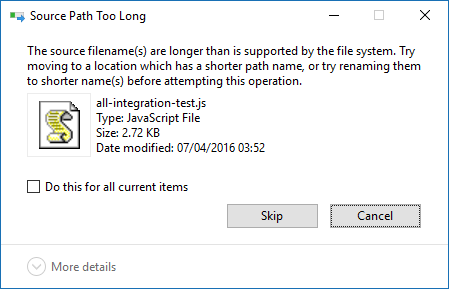 Source Path Too Long
The source filename(s) are longer than is supported by the file system. Try
moving to a location which has a shorter path name, or try renaming them
to shorter name(s) before attempting this operation.
all-integration-test.js
Type: JavaScript File
Size: 2.72 KB
Date modified: 07/04/2016 03:52
Do this for all current items
Skip
Cancel
More details